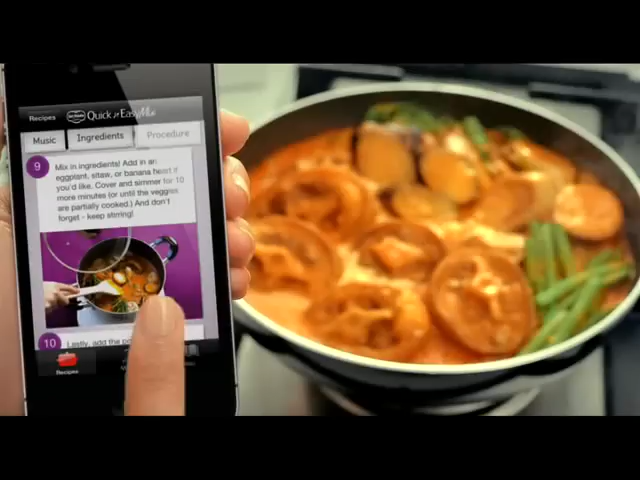 Recipes
Del Monte Quick n Easy Mix
Music Ingredients Procedure
9 Mix in ingredients! Add in an
eggplant, sitaw, or banana heart if
you'd like. Cover and simmer for 10
more minutes (or until the veggies
are partially cooked.) And don't
forget - keep stirring!
10 Lastly, add the
Recipes